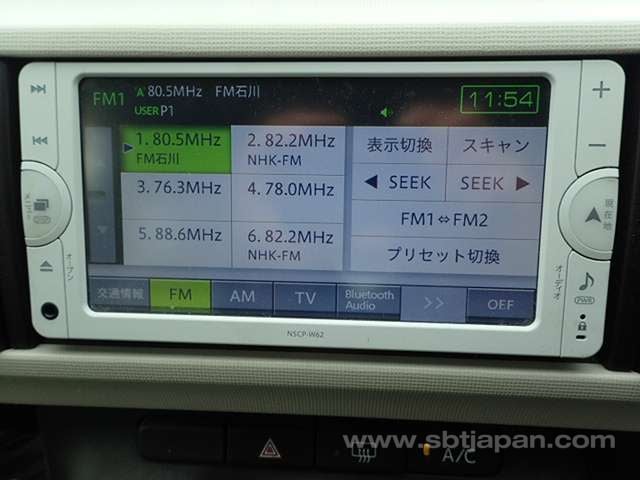 FM1 A 80.5MHz FM石川
USER P1
11:54
1. 80.5MHz
FM石川
2. 82.2MHz
NHK-FM
3. 76.3MHz
4. 78.0MHz
5. 88.6MHz
6. 82.2MHz
NHK-FM
表示切換
スキャン
◀ SEEK
SEEK ▶
FM1⇔FM2
プリセット切換
交通情報
FM
AM
TV
Bluetooth
Audio
>>
OFF
メニュー
オープン
現在地
オーディオ
PWR
NSCP-W62
A/C
www.sbtjapan.com